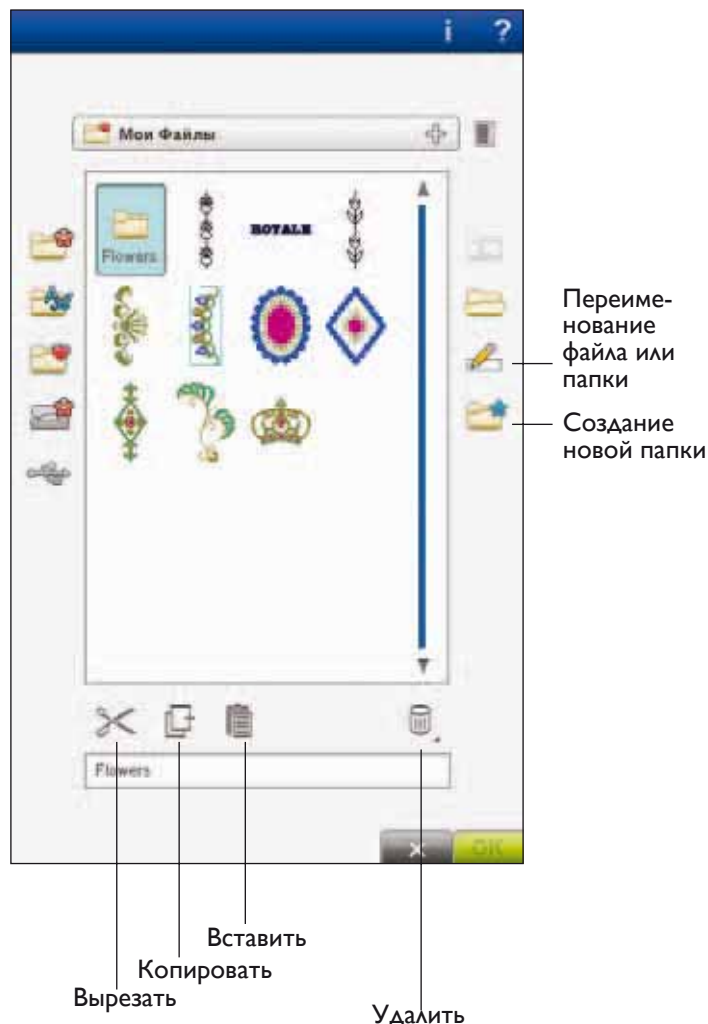 i ?
Мои Файлы
Flowers
ROYALE
Переиме-
нование
файла или
папки
Создание
новой папки
Flowers
× OK
Вставить
Копировать
Вырезать
Удалить